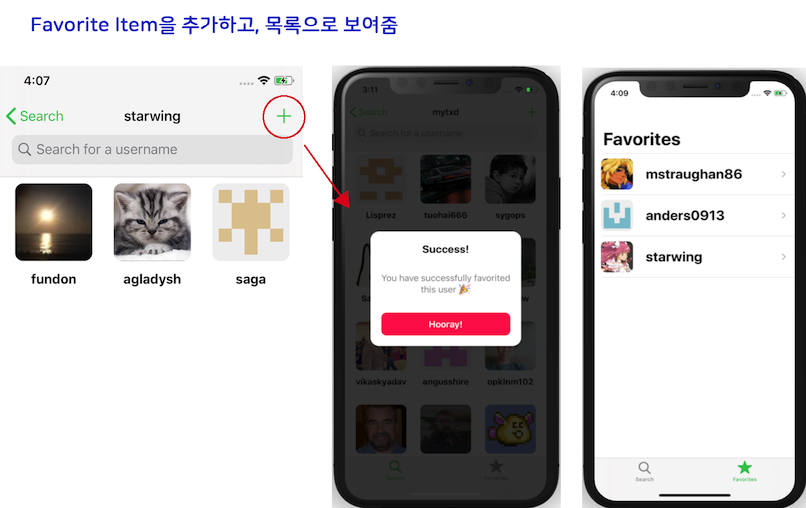 Favorite Item을 추가하고, 목록으로 보여줌
4:07
Search
starwing
Search for a username
fundon
agladysh
saga
3:11
Search
mytxd
Search for a username
Lisprez
tuohai666
sygops
Success!
You have successfully favorited
this user 🎉
Hooray!
vikaskyadav
angusshire
opklnm102
Search
Favorites
4:09
Favorites
mstraughan86
anders0913
starwing
Search
Favorites